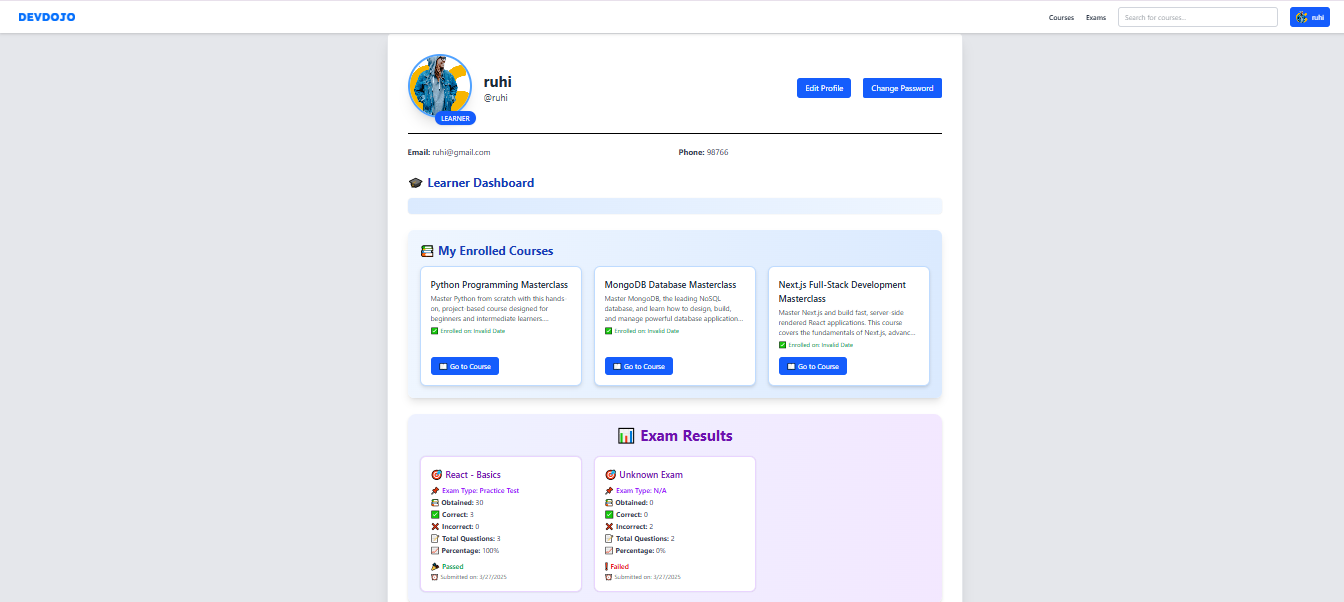 DEVDOJO
Courses
Exams
Search for courses...
ruhi
ruhi
@ruhi
LEARNER
Edit Profile
Change Password
Email: ruhi@gmail.com
Phone: 98766
Learner Dashboard
My Enrolled Courses
Python Programming Masterclass
Master Python from scratch with this hands-
on, project-based course designed for
beginners and intermediate learners....
Enrolled on: Invalid Date
Go to Course
MongoDB Database Masterclass
Master MongoDB, the leading NoSQL
database, and learn how to design, build,
and manage powerful database application...
Enrolled on: Invalid Date
Go to Course
Next.js Full-Stack Development
Masterclass
Master Next.js and build fast, server-side
rendered React applications. This course
covers the fundamentals of Next.js, advanc...
Enrolled on: Invalid Date
Go to Course
Exam Results
React - Basics
Exam Type: Practice Test
Obtained: 30
Correct: 3
Incorrect: 0
Total Questions: 3
Percentage: 100%
Passed
Submitted on: 3/27/2025
Unknown Exam
Exam Type: N/A
Obtained: 0
Correct: 0
Incorrect: 2
Total Questions: 2
Percentage: 0%
Failed
Submitted on: 3/27/2025